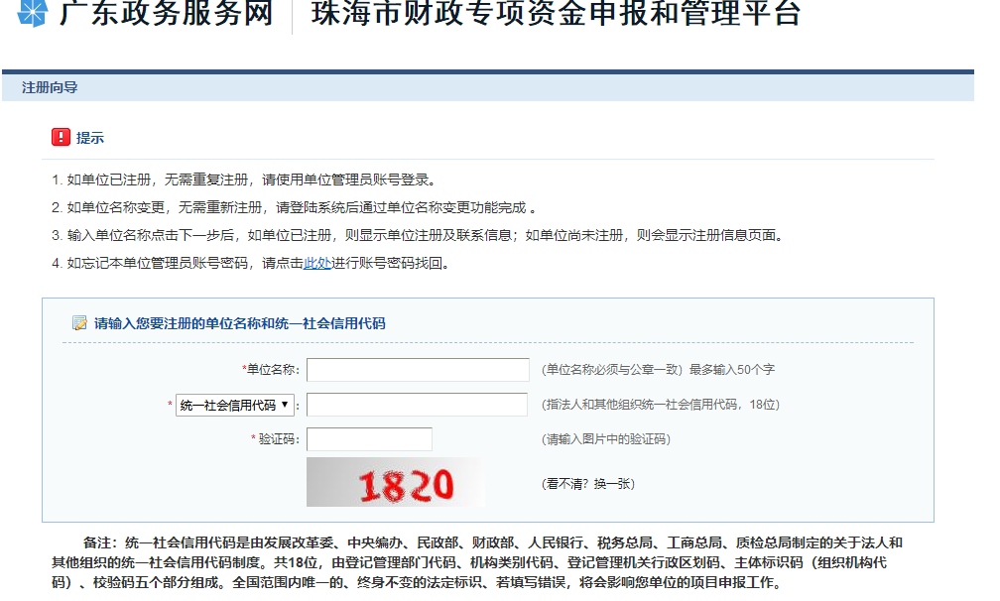 广东政务服务网 珠海市财政专项资金申报和管理平台
注册向导
提示
1. 如单位已注册，无需重复注册，请使用单位管理员账号登录。
2. 如单位名称变更，无需重新注册，请登陆系统后通过单位名称变更功能完成 。
3. 输入单位名称点击下一步后，如单位已注册，则显示单位注册及联系信息；如单位尚未注册，则会显示注册信息页面。
4. 如忘记本单位管理员账号密码，请点击此处进行账号密码找回。
请输入您要注册的单位名称和统一社会信用代码
*单位名称： (单位名称必须与公章一致）最多输入50个字
* 统一社会信用代码 ▼ ： (指法人和其他组织统一社会信用代码，18位）
* 验证码： (请输入图片中的验证码）
1820 (看不清？换一张）
备注：统一社会信用代码是由发展改革委、中央编办、民政部、财政部、人民银行、税务总局、工商总局、质检总局制定的关于法人和
其他组织的统一社会信用代码制度。共18位，由登记管理部门代码、机构类别代码、登记管理机关行政区划码、主体标识码（组织机构代
码）、校验码五个部分组成。全国范围内唯一的、终身不变的法定标识、若填写错误，将会影响您单位的项目申报工作。